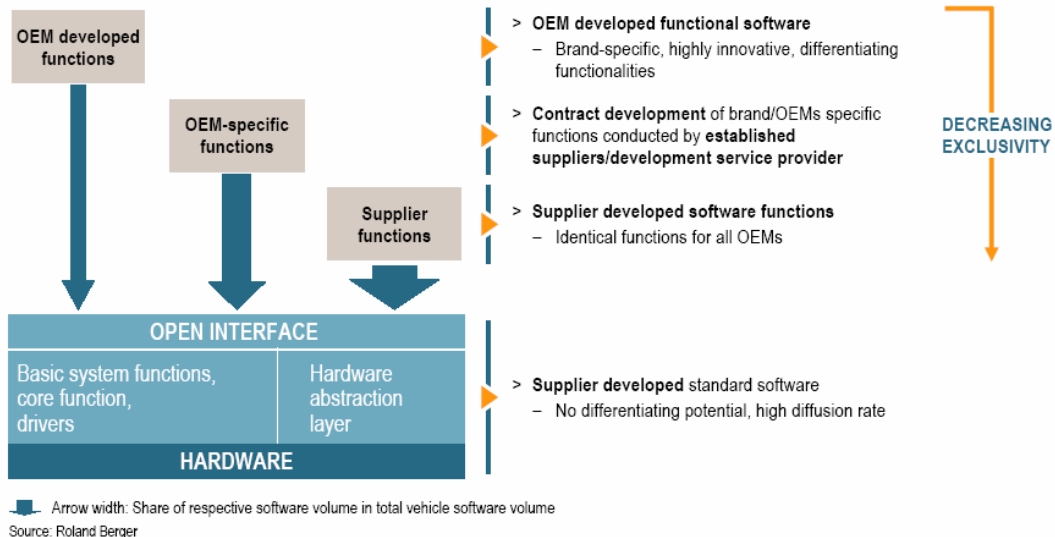 OEM developed
functions
OEM-specific
functions
Supplier
functions
OPEN INTERFACE
Basic system functions,
core function,
drivers
Hardware
abstraction
layer
HARDWARE
> OEM developed functional software
– Brand-specific, highly innovative, differentiating
functionalities
> Contract development of brand/OEMs specific
functions conducted by established
suppliers/development service provider
> Supplier developed software functions
– Identical functions for all OEMs
> Supplier developed standard software
– No differentiating potential, high diffusion rate
DECREASING
EXCLUSIVITY
Arrow width: Share of respective software volume in total vehicle software volume
Source: Roland Berger